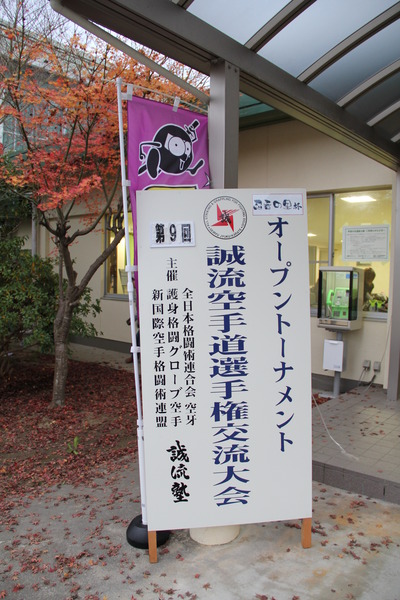 オープントーナメント
誠流空手道選手権交流大会
第9回
主催
全日本格闘術連合会 空牙
護身格闘グローブ空手
新国際空手格闘術連盟
誠流塾